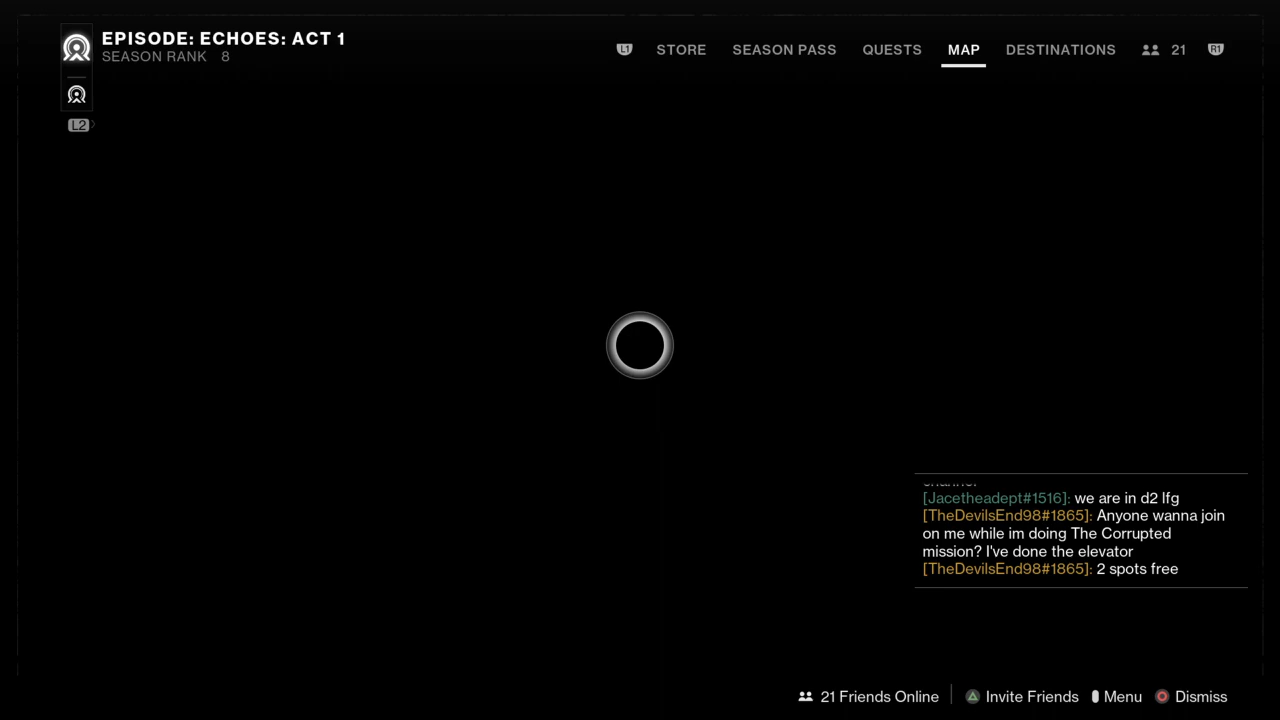 EPISODE: ECHOES: ACT 1
SEASON RANK 8
L2
L1 STORE SEASON PASS QUESTS MAP DESTINATIONS 21 R1
[Jacetheadept#1516]: we are in d2 lfg
[TheDevilsEnd98#1865]: Anyone wanna join
on me while im doing The Corrupted
mission? I've done the elevator
[TheDevilsEnd98#1865]: 2 spots free
21 Friends Online Invite Friends Menu Dismiss